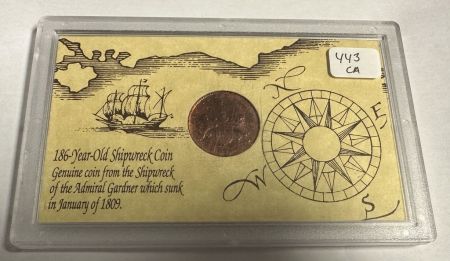 443
CA
N
E
W
S
186-Year-Old Shipwreck Coin
Genuine coin from the Shipwreck
of the Admiral Gardner which sunk
in January of 1809.